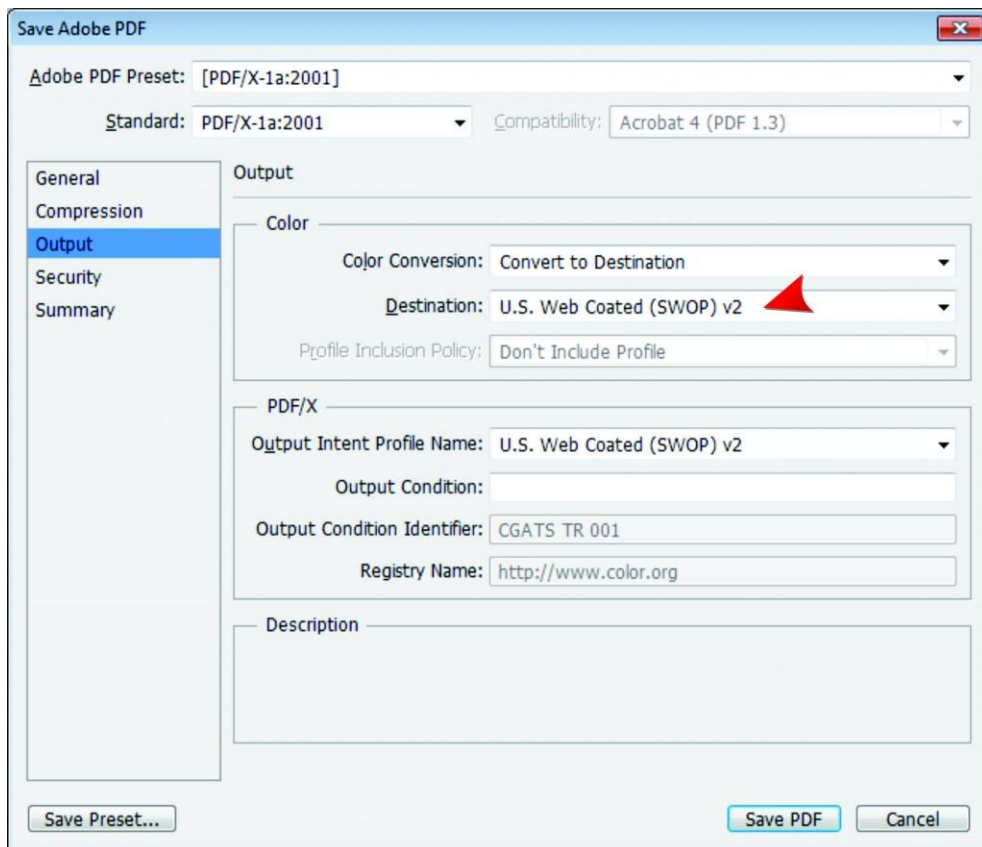 Save Adobe PDF
Adobe PDF Preset: [PDF/X-1a:2001]
Standard: PDF/X-1a:2001 Compatibility: Acrobat 4 (PDF 1.3)
General
Compression
Output
Security
Summary
Output
Color
Color Conversion: Convert to Destination
Destination: U.S. Web Coated (SWOP) v2
Profile Inclusion Policy: Don't Include Profile
PDF/X
Output Intent Profile Name: U.S. Web Coated (SWOP) v2
Output Condition:
Output Condition Identifier: CGATS TR 001
Registry Name: http://www.color.org
Description
Save Preset... Save PDF Cancel